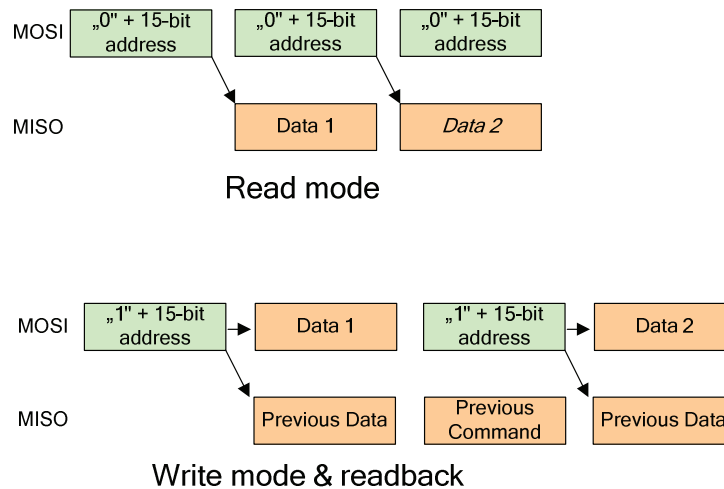 MOSI
„0" + 15-bit
address
„0" + 15-bit
address
„0" + 15-bit
address
MISO
Data 1
Data 2
Read mode
MOSI
„1" + 15-bit
address
Data 1
„1" + 15-bit
address
Data 2
MISO
Previous Data
Previous
Command
Previous Data
Write mode & readback